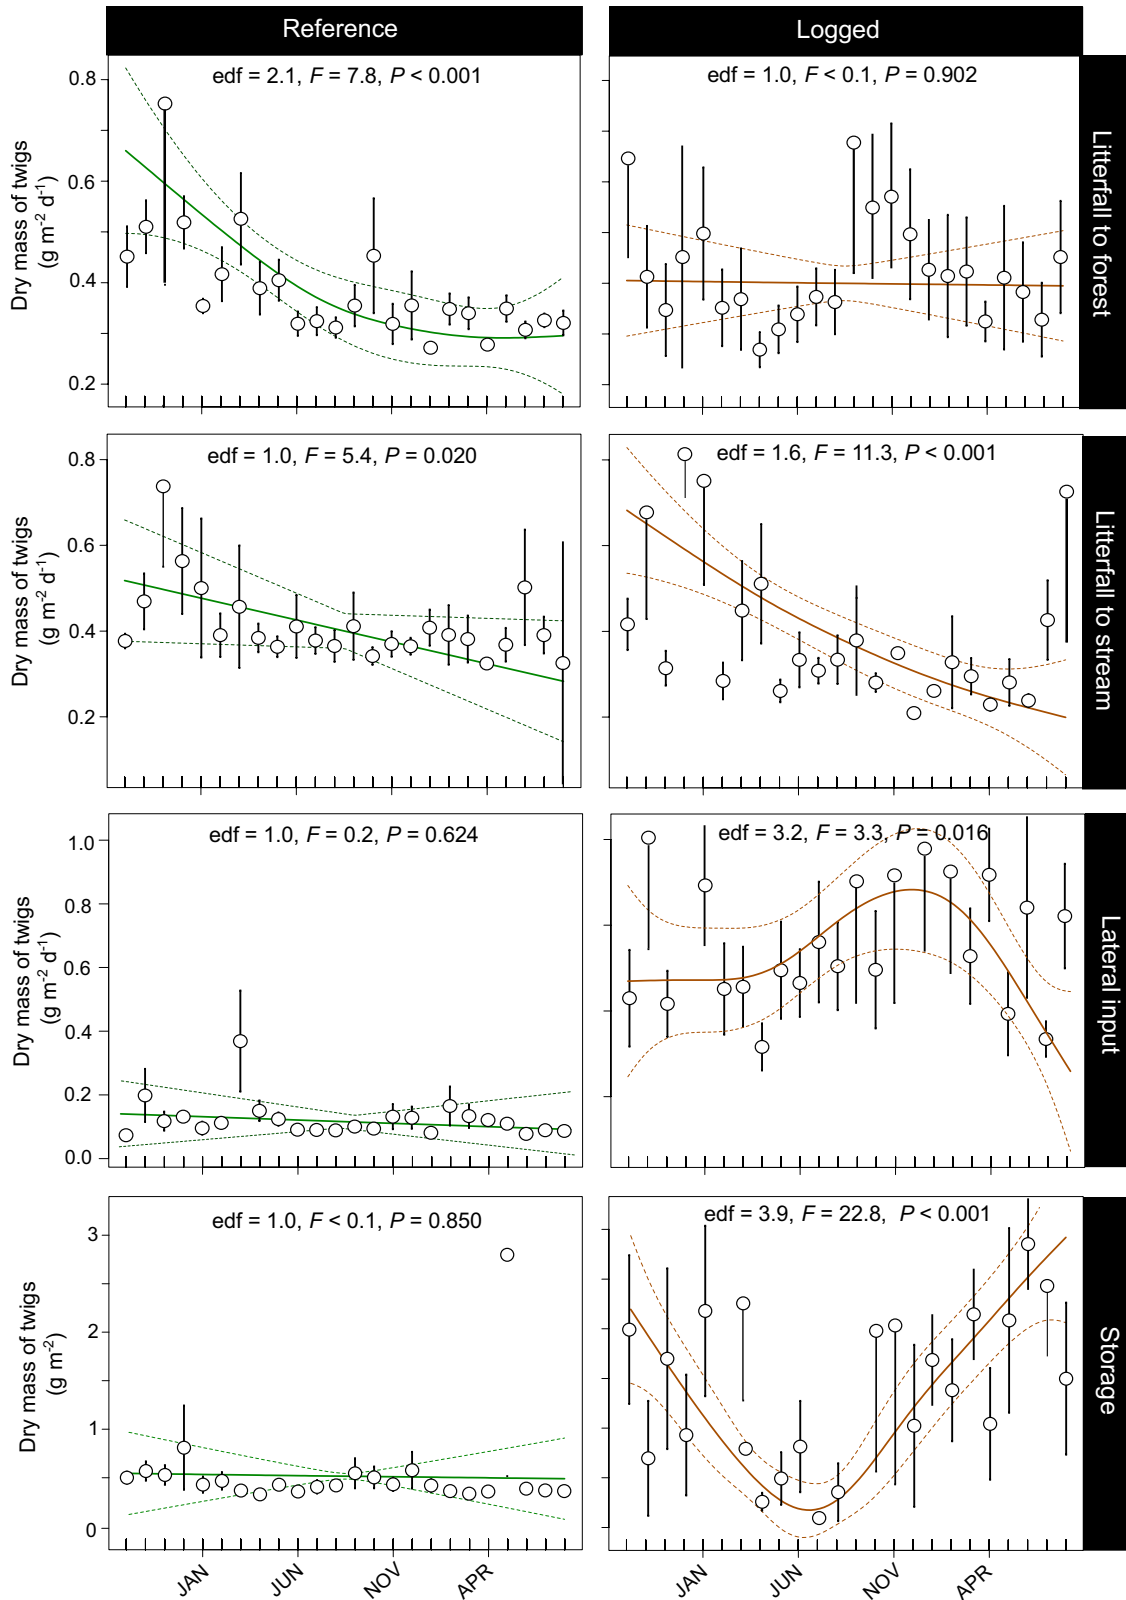 Reference
Logged
edf = 2.1, F = 7.8, P < 0.001
edf = 1.0, F < 0.1, P = 0.902
Dry mass of twigs
(g m⁻² d⁻¹)
0.8
0.6
0.4
0.2
Litterfall to forest
edf = 1.0, F = 5.4, P = 0.020
edf = 1.6, F = 11.3, P < 0.001
Dry mass of twigs
(g m⁻² d⁻¹)
0.8
0.6
0.4
0.2
Litterfall to stream
edf = 1.0, F = 0.2, P = 0.624
edf = 3.2, F = 3.3, P = 0.016
Dry mass of twigs
(g m⁻² d⁻¹)
1.0
0.8
0.6
0.4
0.2
0.0
Lateral input
edf = 1.0, F < 0.1, P = 0.850
edf = 3.9, F = 22.8, P < 0.001
Dry mass of twigs
(g m⁻²)
3
2
1
0
Storage
JAN
JUN
NOV
APR
JAN
JUN
NOV
APR